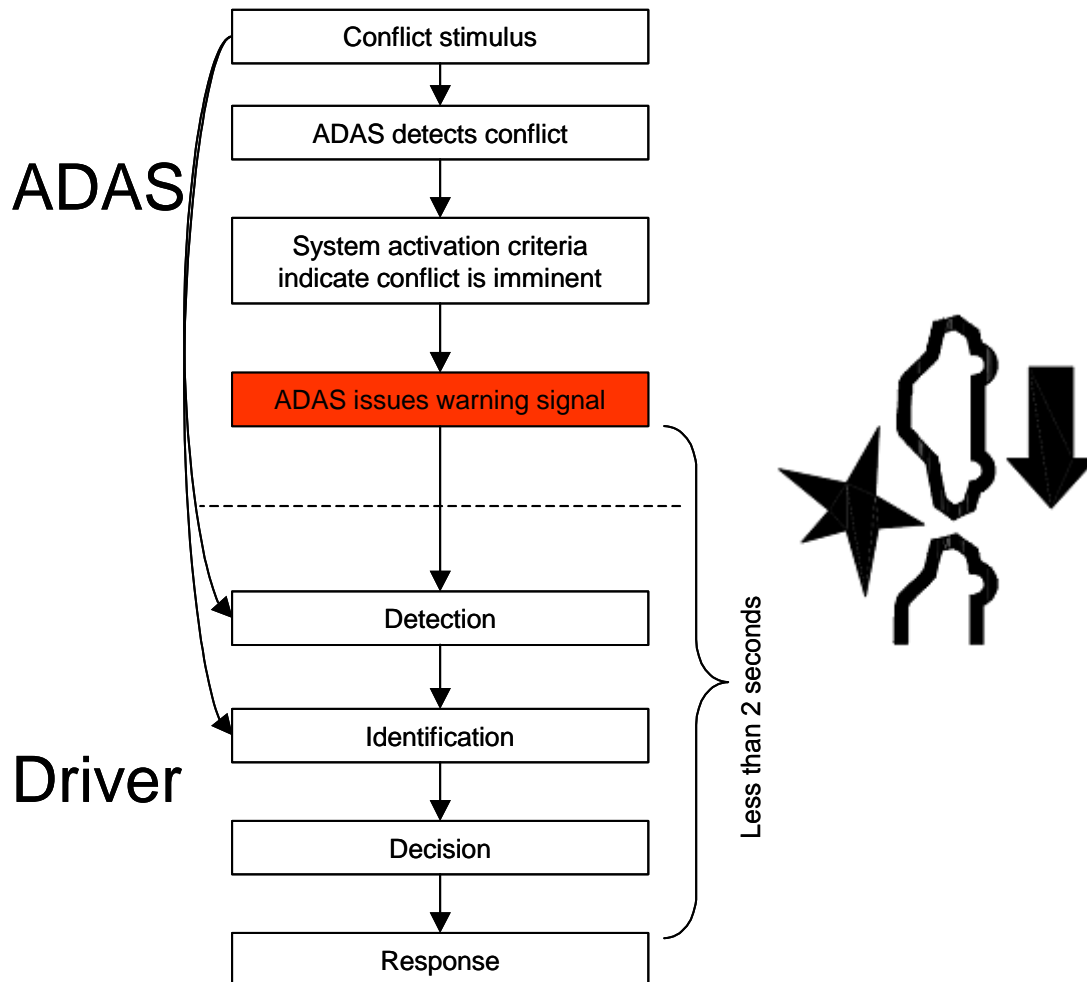 Conflict stimulus
ADAS detects conflict
ADAS
System activation criteria
indicate conflict is imminent
ADAS issues warning signal
Detection
Less than 2 seconds
Identification
Driver
Decision
Response